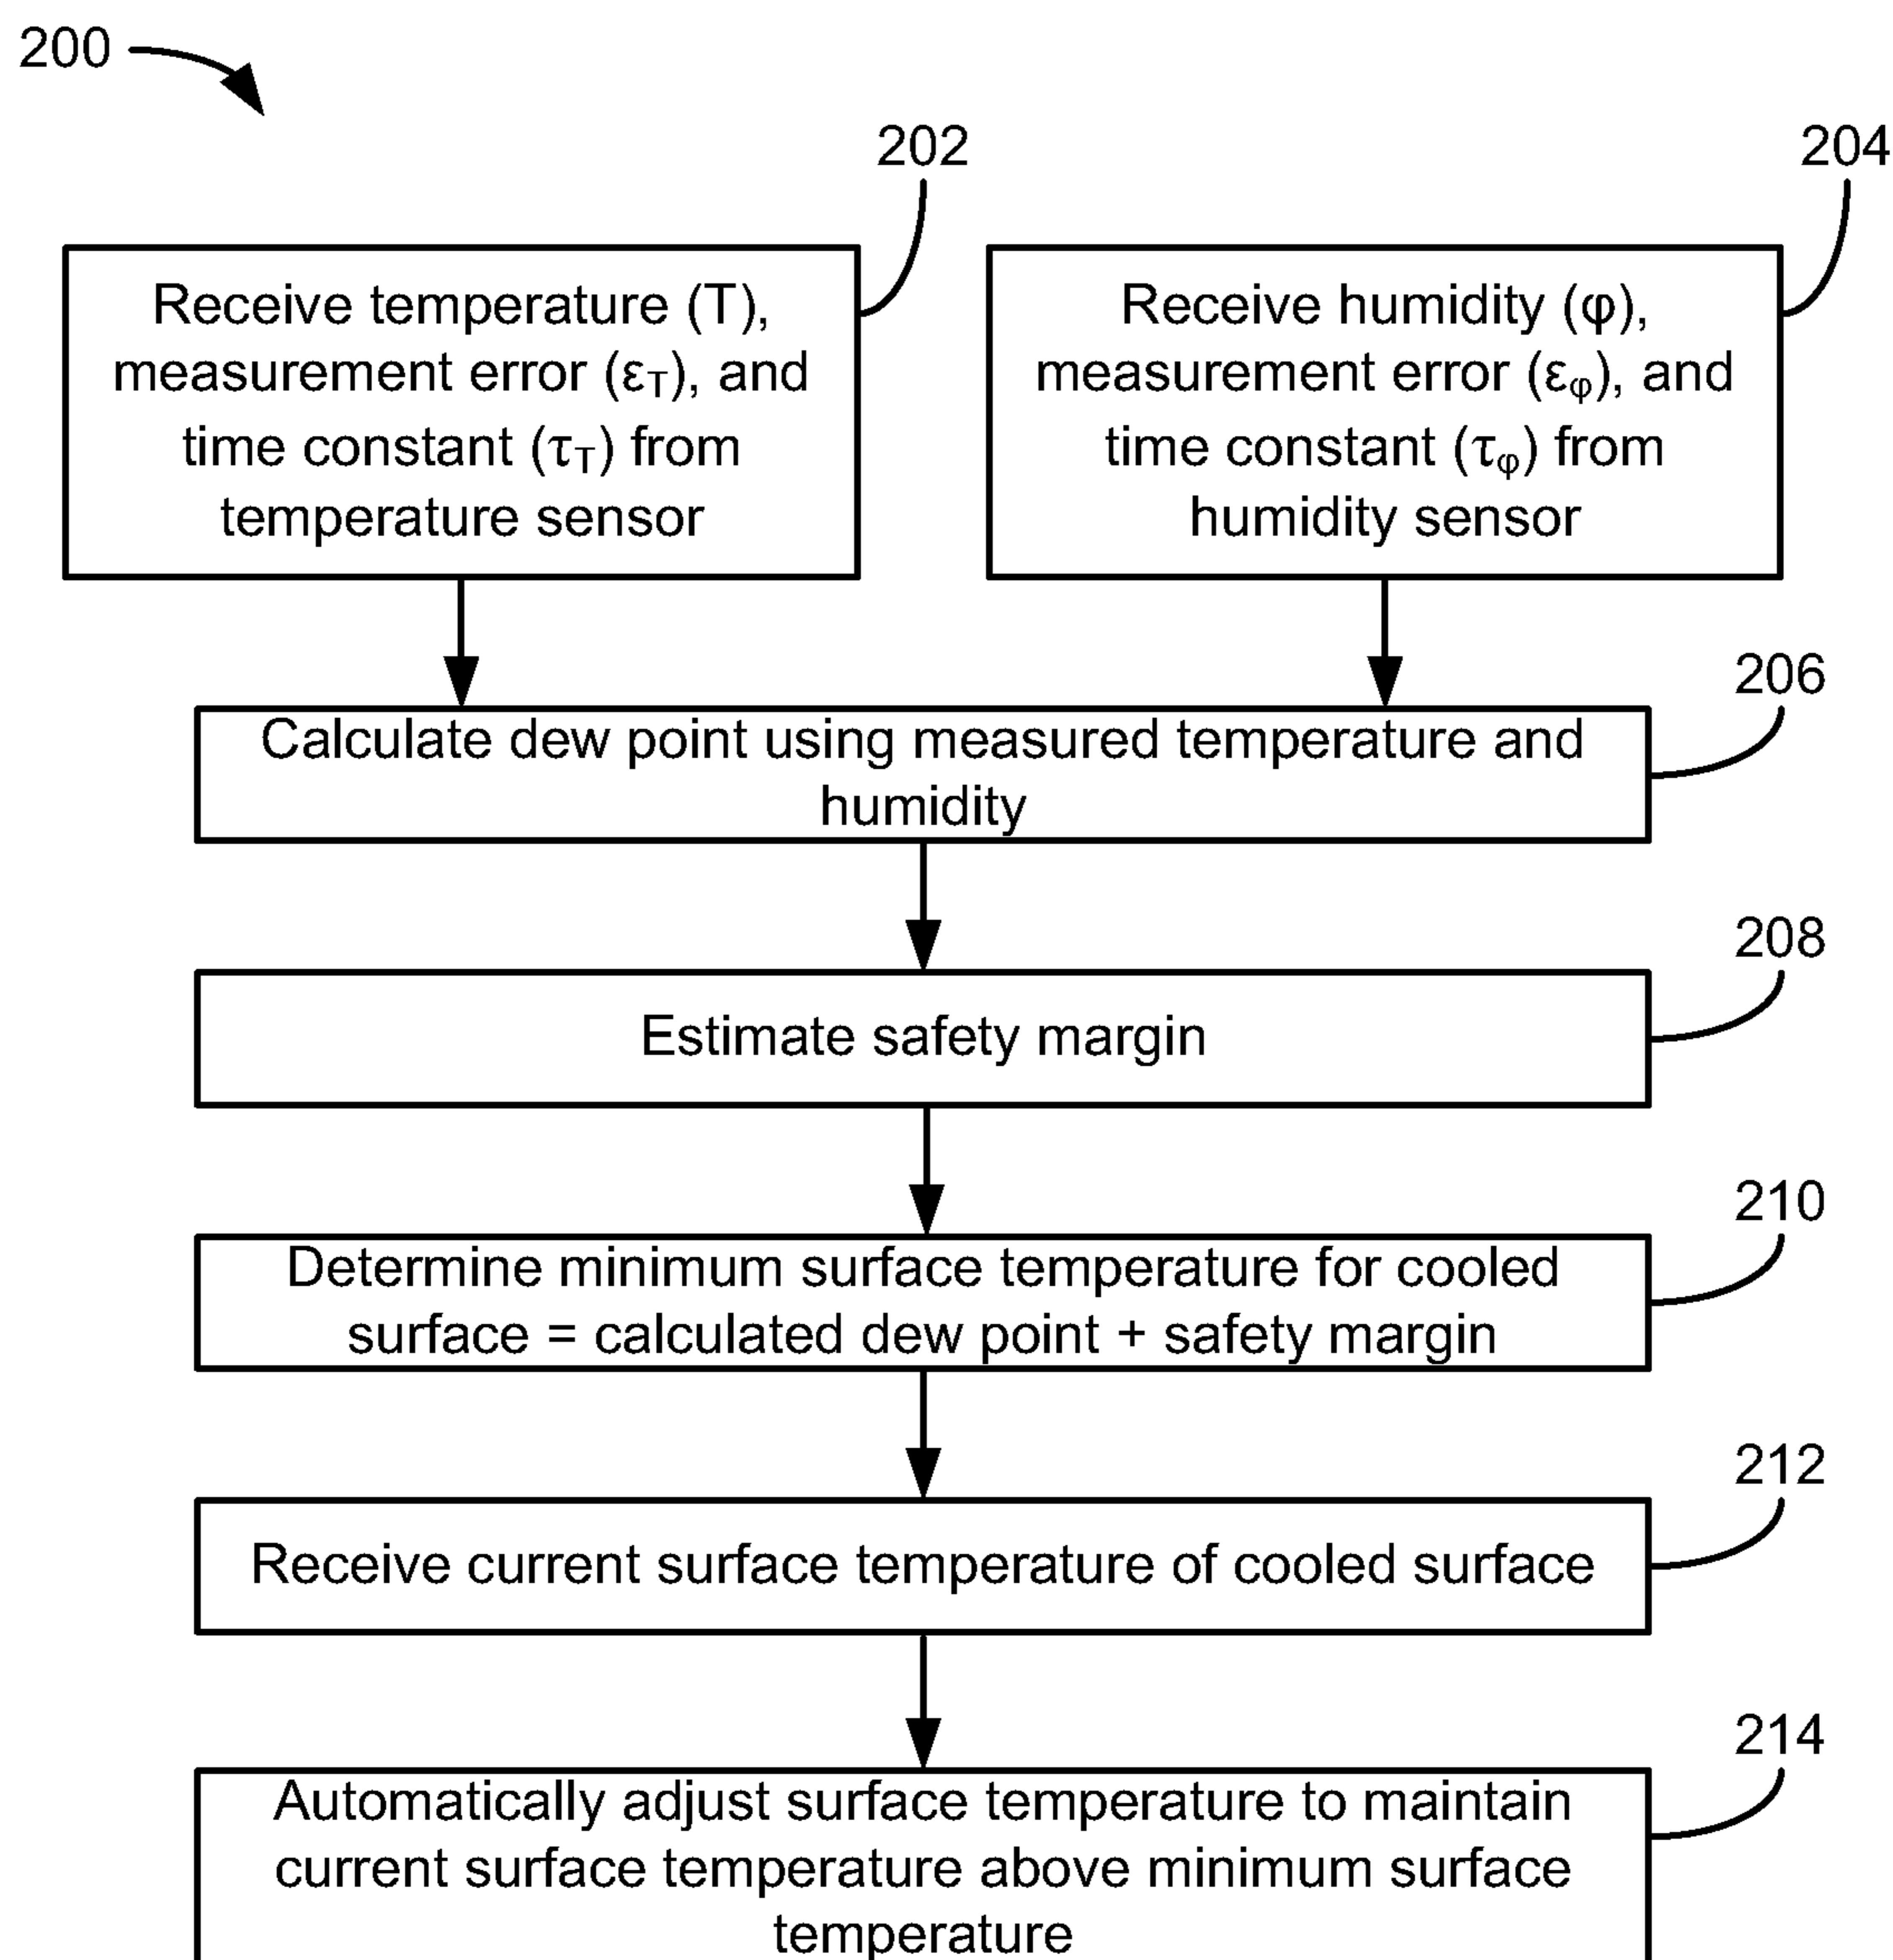 200
202
204
Receive temperature (T),
measurement error (εT), and
time constant (τT) from
temperature sensor
Receive humidity (φ),
measurement error (εφ), and
time constant (τφ) from
humidity sensor
206
Calculate dew point using measured temperature and
humidity
208
Estimate safety margin
210
Determine minimum surface temperature for cooled
surface = calculated dew point + safety margin
212
Receive current surface temperature of cooled surface
214
Automatically adjust surface temperature to maintain
current surface temperature above minimum surface
temperature